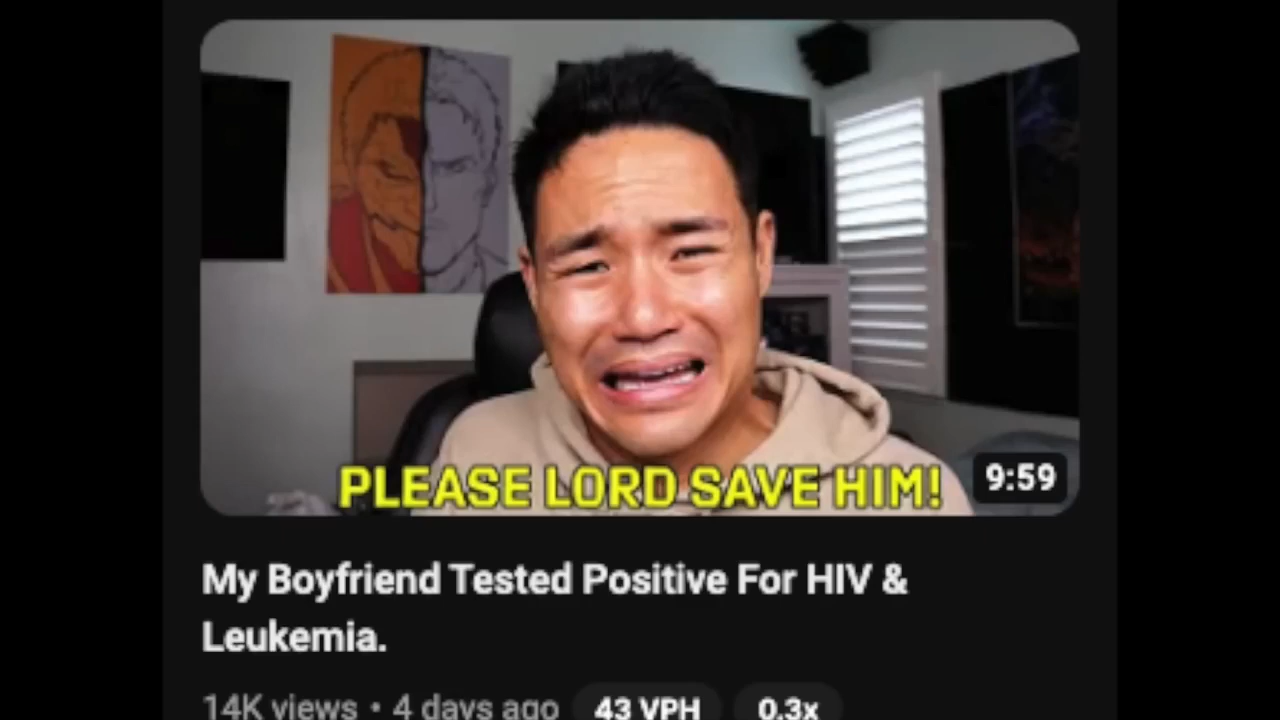 PLEASE LORD SAVE HIM!
9:59
My Boyfriend Tested Positive For HIV &
Leukemia.
14K views • 4 days ago 43 VPH 0.3x